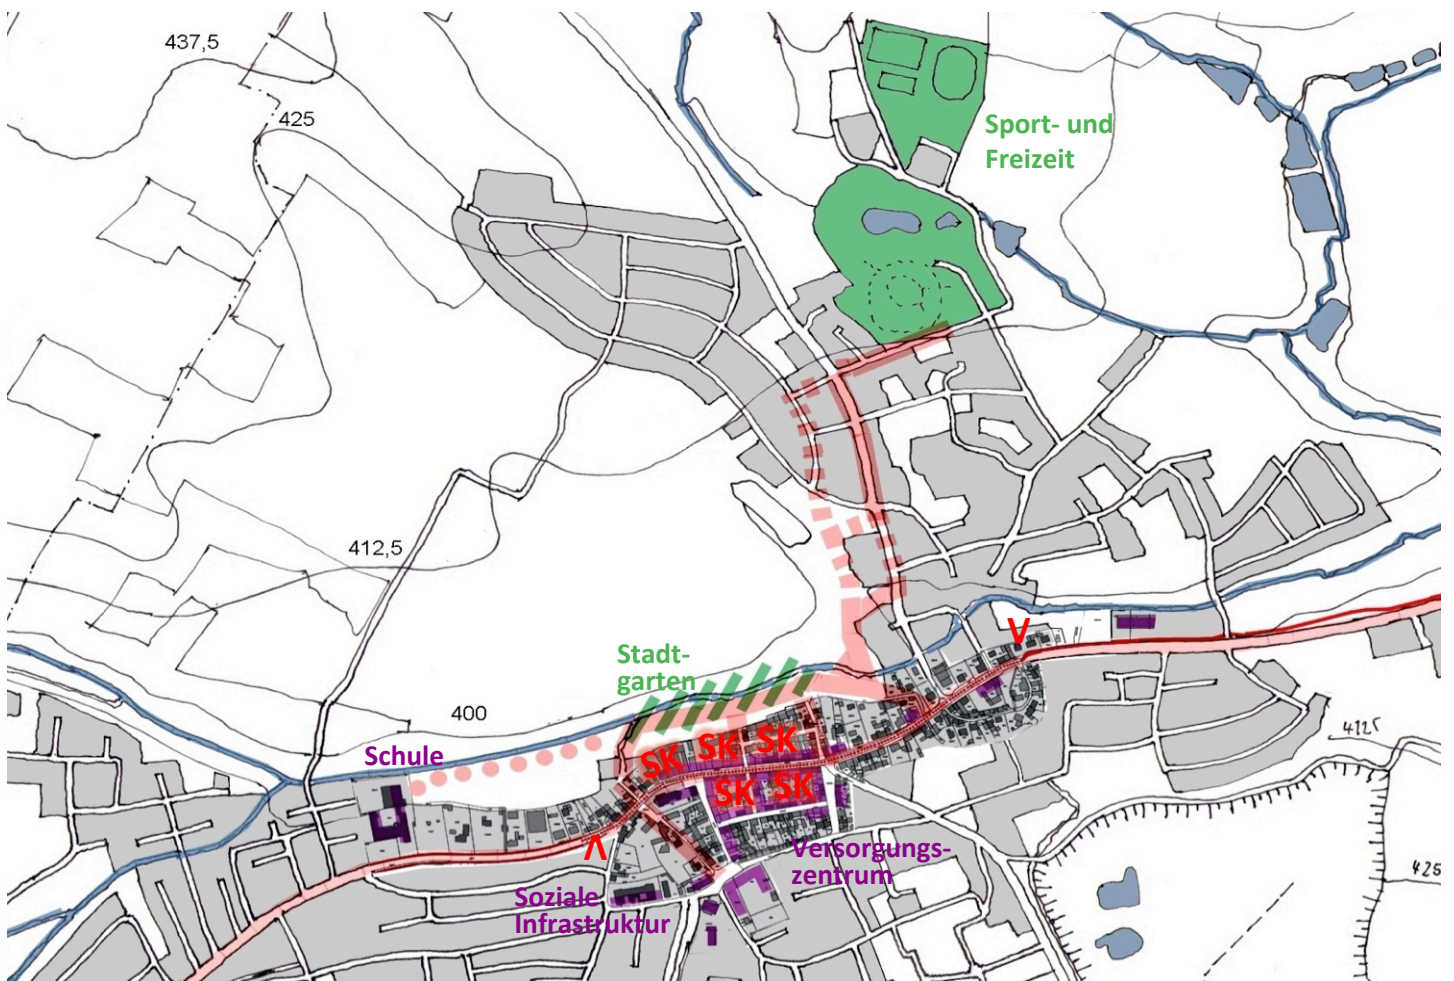 437,5
425
Sport- und
Freizeit
412,5
Stadt-
garten
V
400
4225
Schule
SK
SK
SK
SK
SK
V
Versorgungs-
zentrum
425
Soziale
Infrastruktur